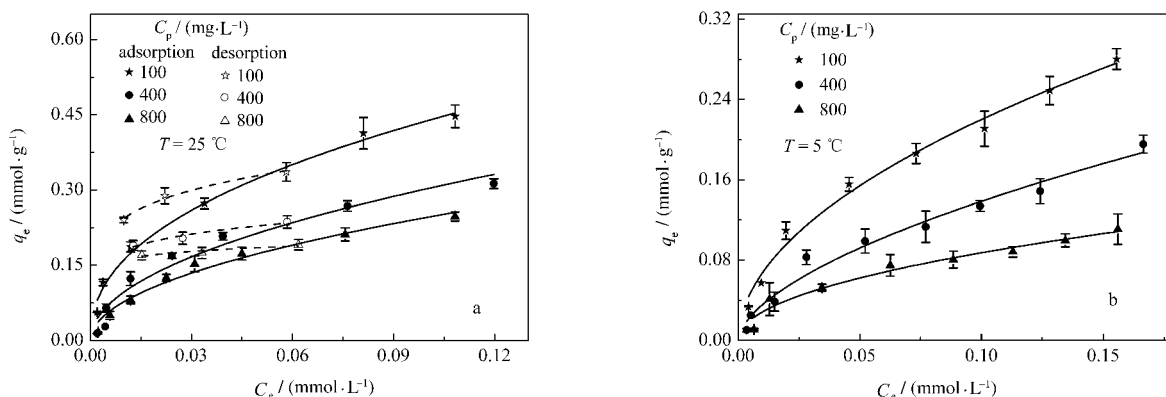 C_p / (mg·L⁻¹)
adsorption desorption
★ 100 ☆ 100
● 400 ○ 400
▲ 800 △ 800
T = 25 ℃
0.60
0.45
0.30
0.15
0.00
q_e / (mmol·g⁻¹)
a
0.00 0.03 0.06 0.09 0.12
C_e / (mmol·L⁻¹)
C_p / (mg·L⁻¹)
★ 100
● 400
▲ 800
T = 5 ℃
0.32
0.24
0.16
0.08
0.00
q_e / (mmol·g⁻¹)
b
0.00 0.05 0.10 0.15
C_e / (mmol·L⁻¹)